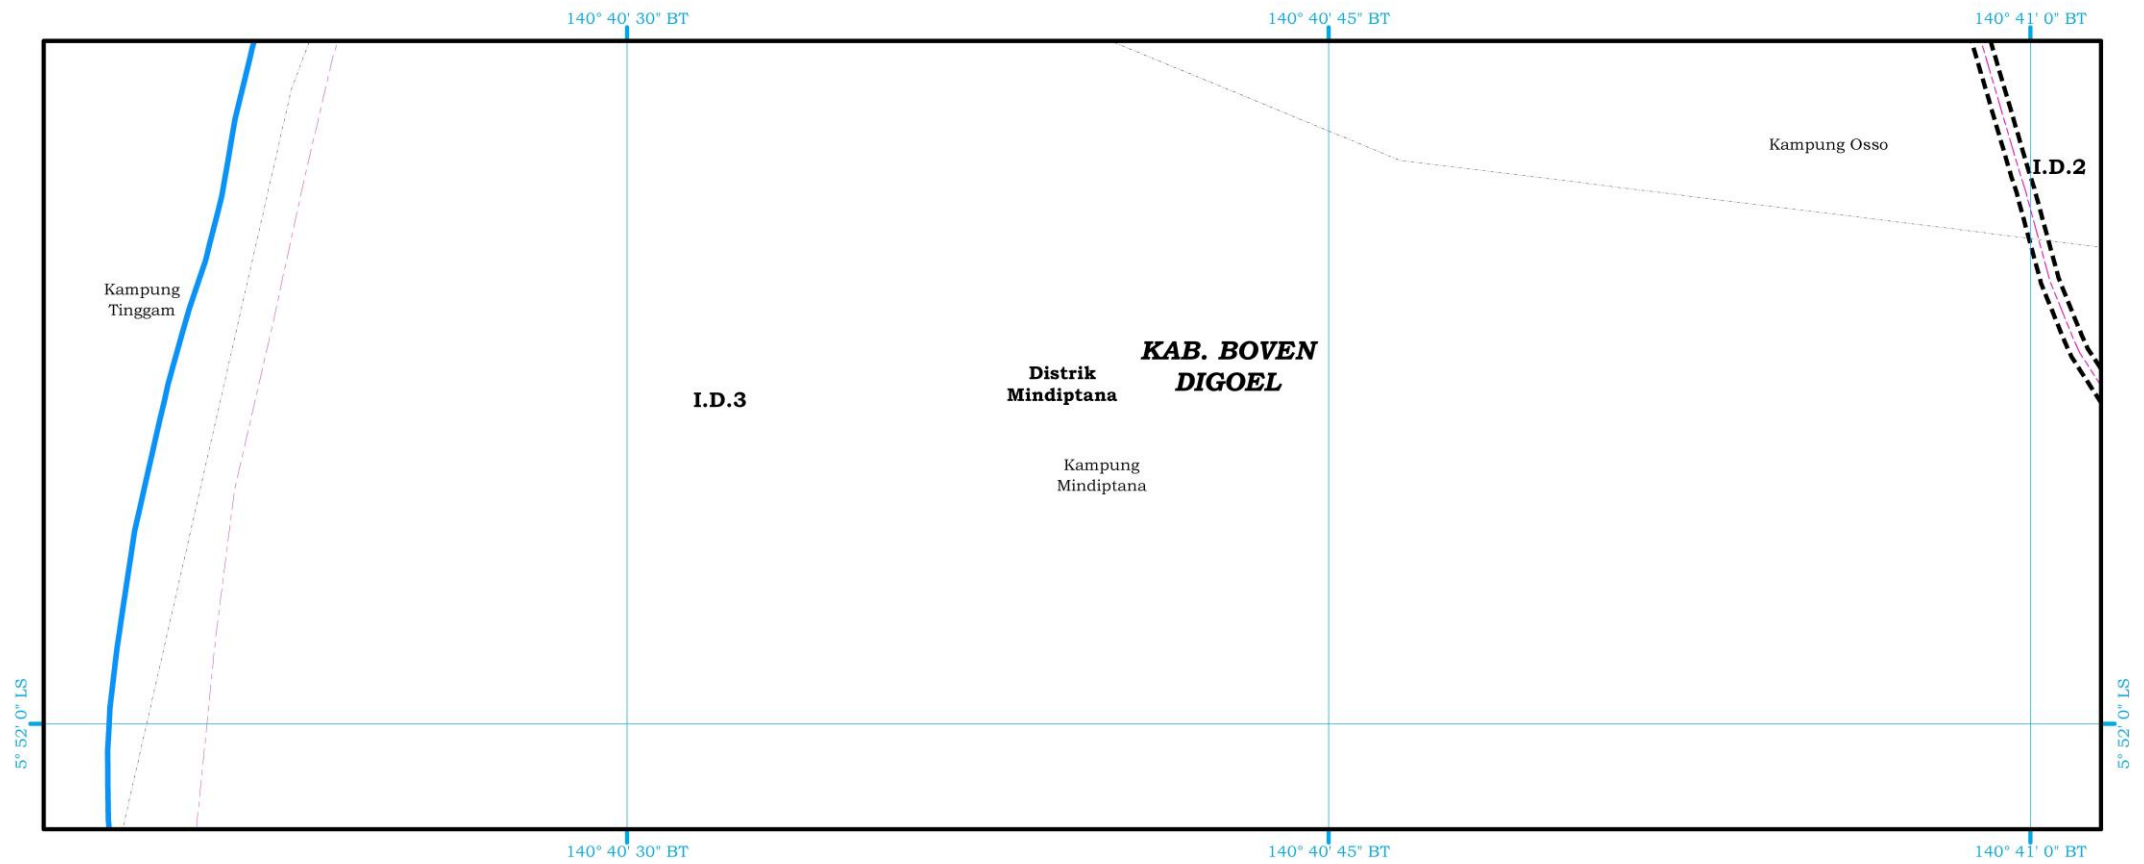 140° 40' 30" BT
140° 40' 45" BT
140° 41' 0" BT
Kampung Osso
I.D.2
Kampung
Tinggam
KAB. BOVEN
DIGOEL
Distrik
Mindiptana
I.D.3
Kampung
Mindiptana
5° 52' 0" LS
5° 52' 0" LS
140° 40' 30" BT
140° 40' 45" BT
140° 41' 0" BT